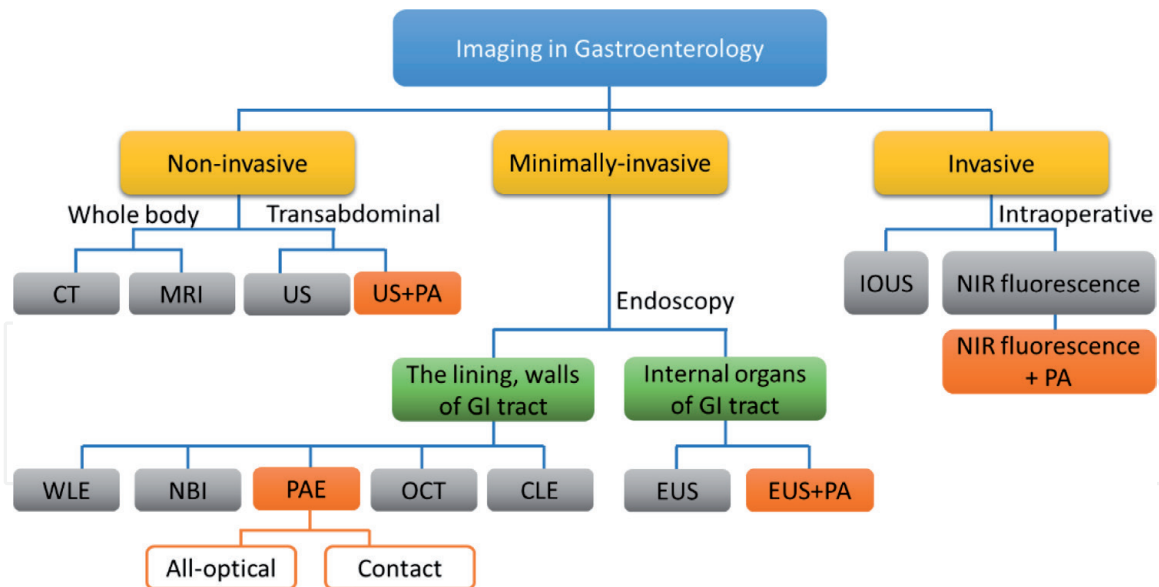 Imaging in Gastroenterology
Non-invasive
Minimally-invasive
Invasive
Whole body
Transabdominal
Intraoperative
CT
MRI
US
US+PA
IOUS
NIR fluorescence
Endoscopy
NIR fluorescence
+ PA
The lining, walls
of GI tract
Internal organs
of GI tract
WLE
NBI
PAE
OCT
CLE
EUS
EUS+PA
All-optical
Contact